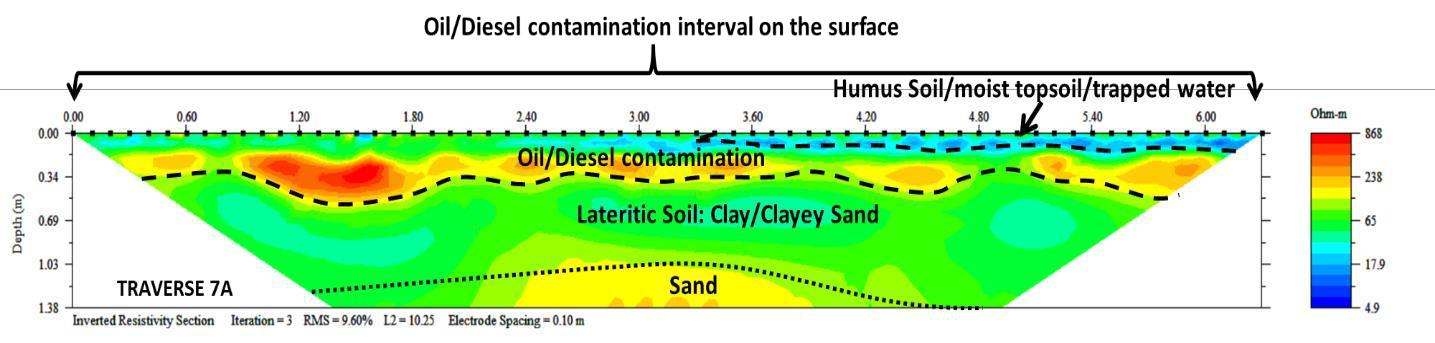 Oil/Diesel contamination interval on the surface
Humus Soil/moist topsoil/trapped water
0.00 0.60 1.20 1.80 2.40 3.00 3.60 4.20 4.80 5.40 6.00
Ohm-m
0.00
868
Oil/Diesel contamination
0.34
238
Lateritic Soil: Clay/Clayey Sand
0.69
65
Depth (m)
1.03
17.9
TRAVERSE 7A
Sand
1.38
4.9
Inverted Resistivity Section Iteration = 3 RMS = 9.60% L2 = 10.25 Electrode Spacing = 0.10 m